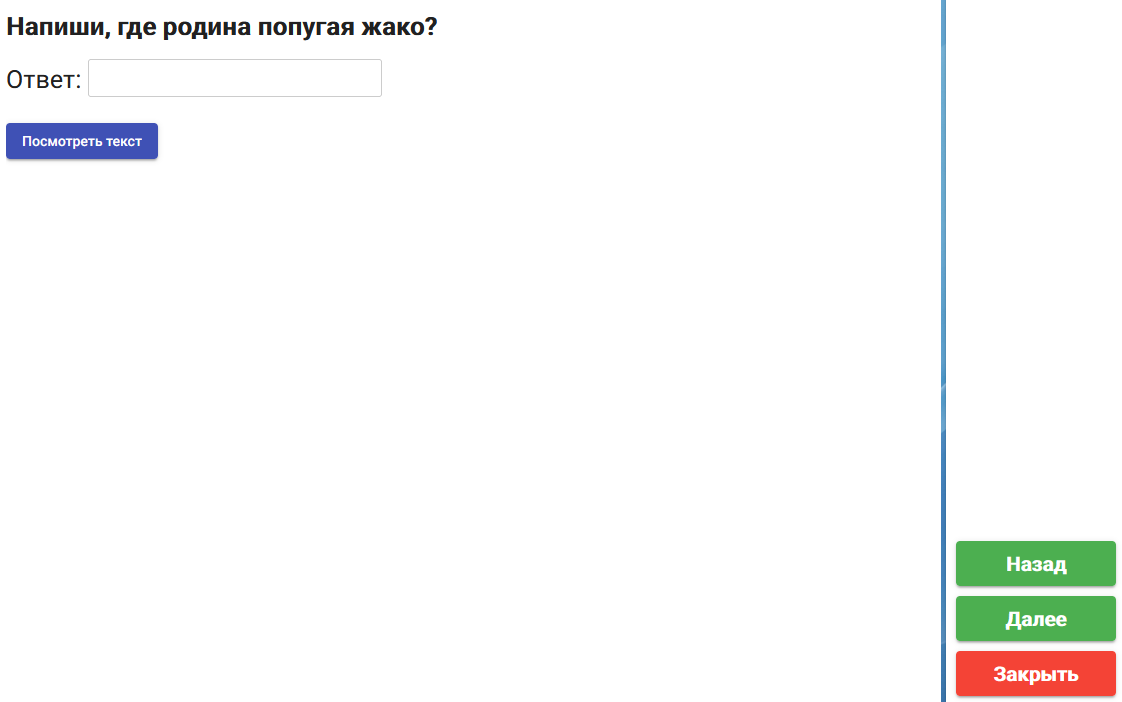 Напиши, где родина попугая жако?
Ответ:
Посмотреть текст
Назад
Далее
Закрыть